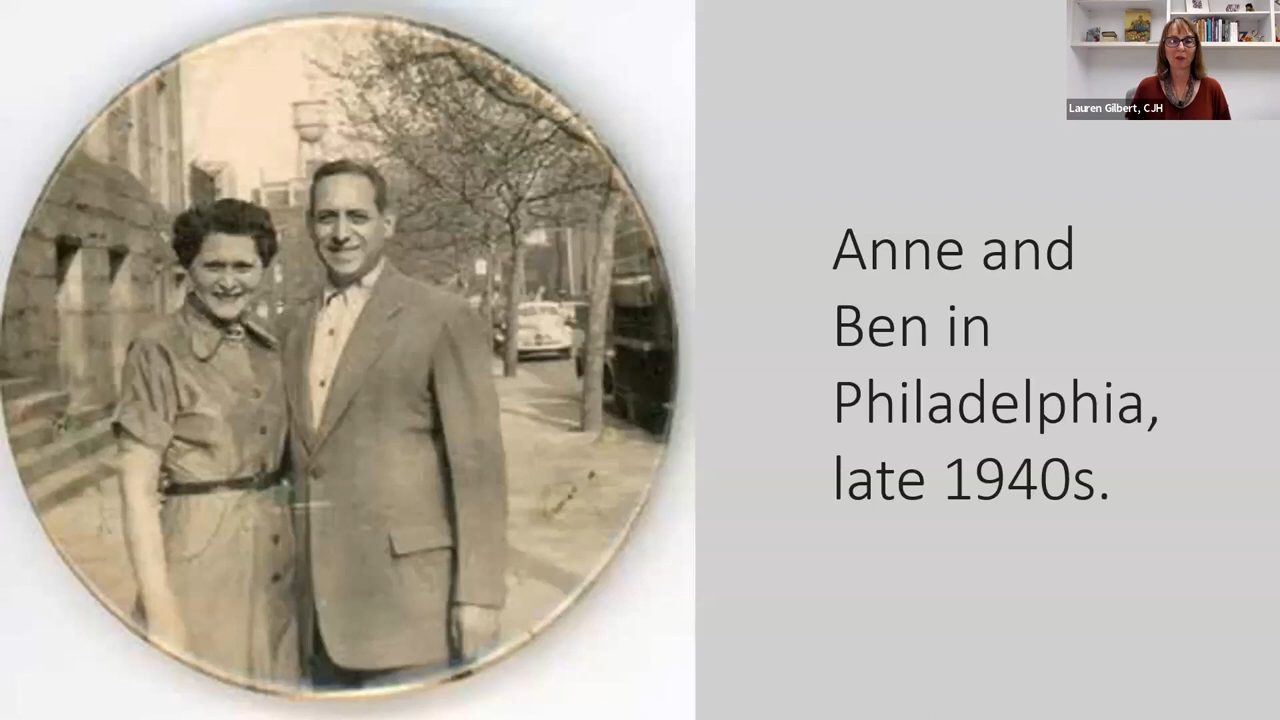 Lauren Gilbert, CJH
Anne and
Ben in
Philadelphia,
late 1940s.